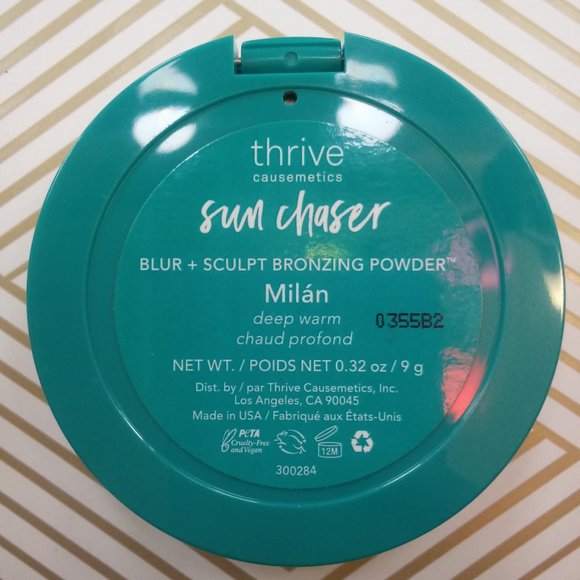 thrive
causemetics
sun chaser
BLUR + SCULPT BRONZING POWDER™
Milán
deep warm
0355B2
chaud profond
NET WT. / POIDS NET 0.32 oz / 9 g
Dist. by / par Thrive Causemetics, Inc.
Los Angeles, CA 90045
Made in USA / Fabriqué aux États-Unis
PETA
Cruelty-Free
and Vegan
12M
300284